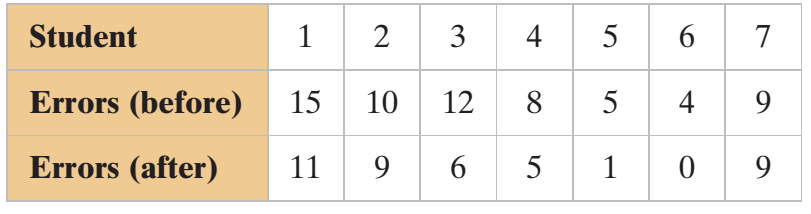 Student 1 2 3 4 5 6 7
Errors (before) 15 10 12 8 5 4 9
Errors (after) 11 9 6 5 1 0 9